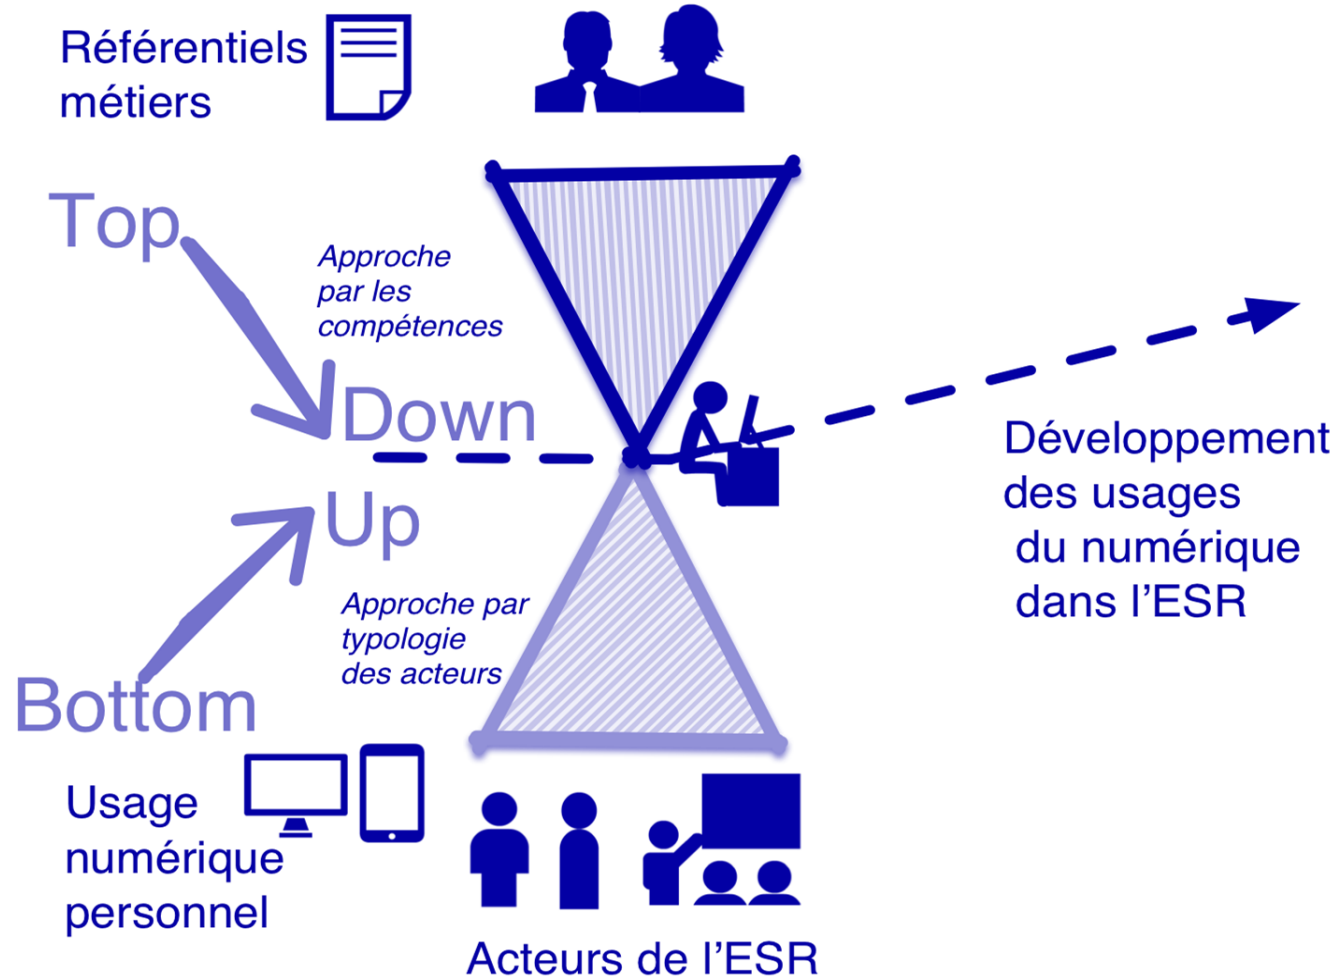 Référentiels
métiers
Top
Approche
par les
compétences
Down
Développement
des usages
du numérique
dans l'ESR
Up
Approche par
typologie
des acteurs
Bottom
Usage
numérique
personnel
Acteurs de l'ESR